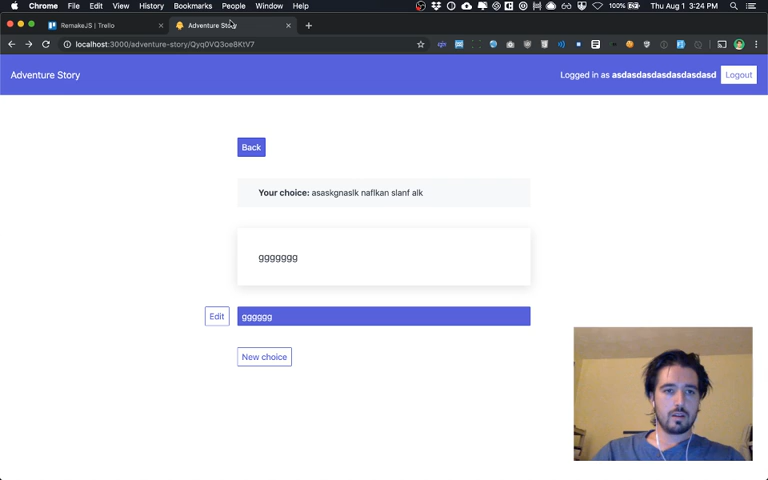 Chrome File Edit View History Bookmarks People Window Help 100% Thu Aug 1 3:24 PM
RemakeJS | Trello
Adventure Story
localhost:3000/adventure-story/Qyq0VQ3oe8KtV7
Adventure Story
Logged in as asdasdasdasdasdasdasd
Logout
Back
Your choice: asaskgnaslk naflkan slanf alk
ggggggg
Edit
gggggg
New choice